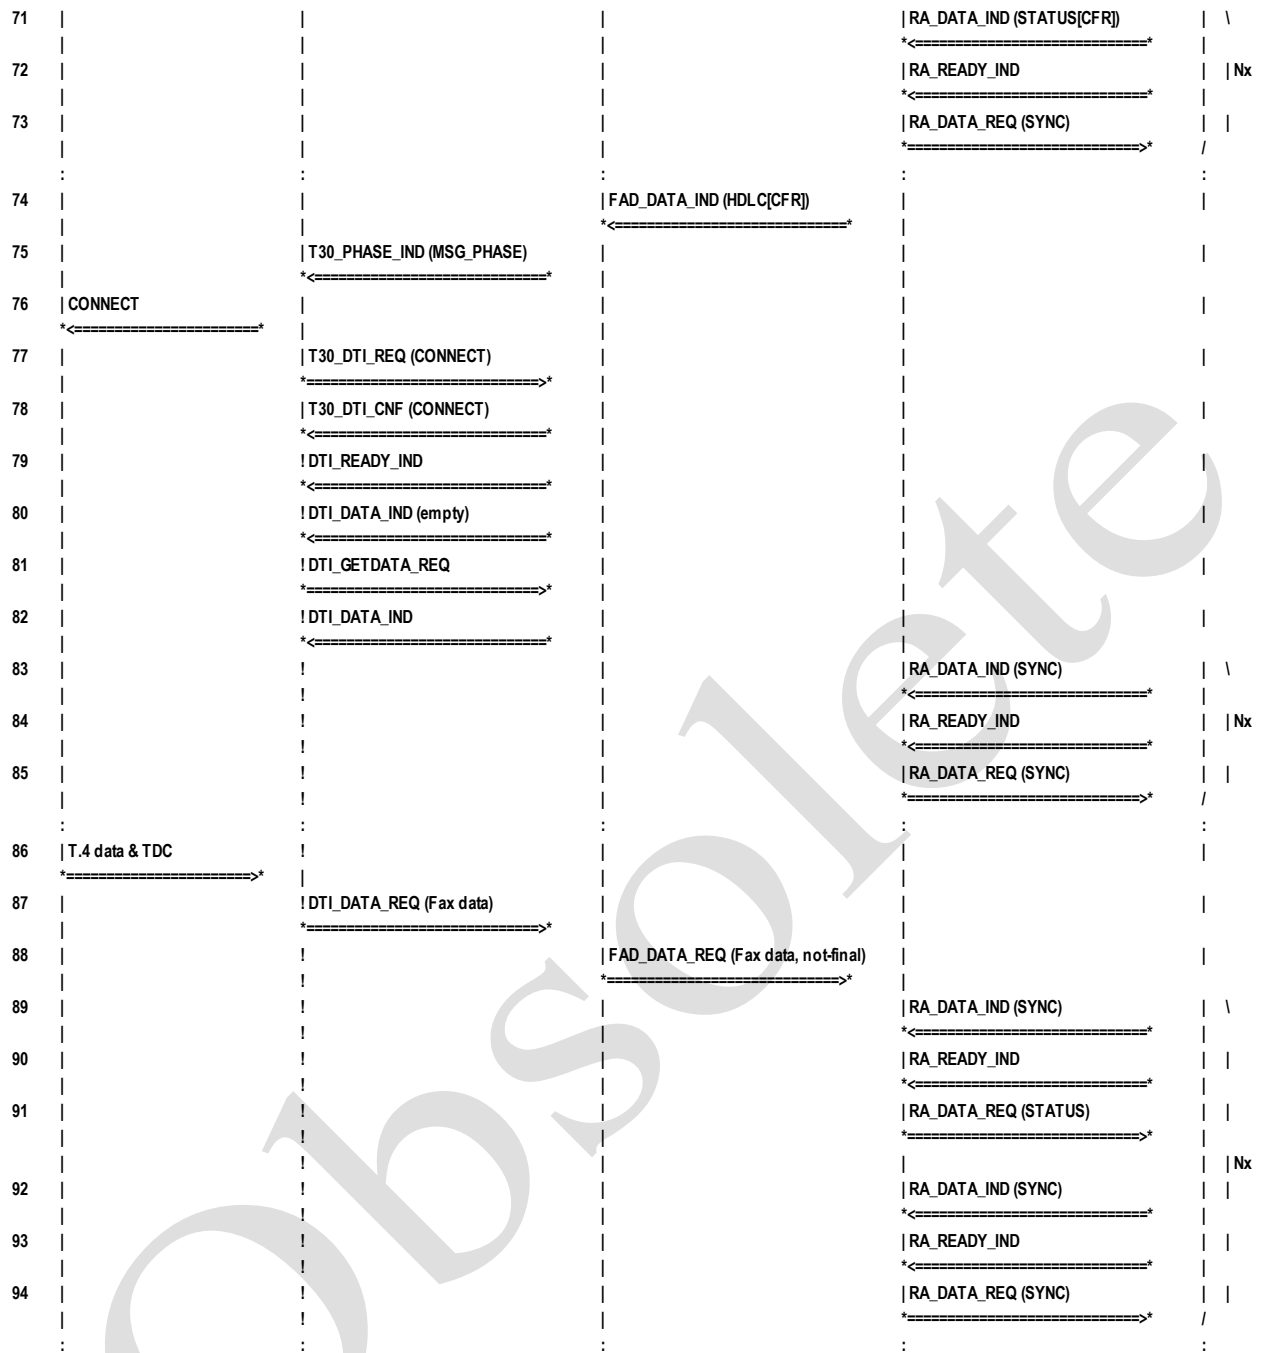 71 | | | | RA_DATA_IND (STATUS[CFR]) | \
| | | *<=============================* |
72 | | | | RA_READY_IND | | Nx
| | | *<=============================* |
73 | | | | RA_DATA_REQ (SYNC) | |
| | | *=============================>* /
: : : : :
74 | | | FAD_DATA_IND (HDLC[CFR]) | |
| | *<=============================* |
75 | | T30_PHASE_IND (MSG_PHASE) | | |
| *<=============================* | |
76 | CONNECT | | | |
*<=======================* | | |
77 | | T30_DTI_REQ (CONNECT) | | |
| *=============================>* | |
78 | | T30_DTI_CNF (CONNECT) | | |
| *<=============================* | |
79 | ! DTI_READY_IND | | |
| *<=============================* | |
80 | ! DTI_DATA_IND (empty) | | |
| *<=============================* | |
81 | ! DTI_GETDATA_REQ | | |
| *=============================>* | |
82 | ! DTI_DATA_IND | | |
| *<=============================* | |
83 | ! | | RA_DATA_IND (SYNC) | \
| ! | *<=============================* |
84 | ! | | RA_READY_IND | | Nx
| ! | *<=============================* |
85 | ! | | RA_DATA_REQ (SYNC) | |
| ! | *=============================>* /
: : : : :
86 | T.4 data & TDC ! | | |
*=======================>* | | |
87 | ! DTI_DATA_REQ (Fax data) | | |
| *=============================>* | |
88 | ! | FAD_DATA_REQ (Fax data, not-final) | |
| ! *=============================>* |
89 | ! | | RA_DATA_IND (SYNC) | \
| ! | *<=============================* |
90 | ! | | RA_READY_IND | |
| ! | *<=============================* |
91 | ! | | RA_DATA_REQ (STATUS) | |
| ! | *=============================>* |
| ! | | | | Nx
92 | ! | | RA_DATA_IND (SYNC) | |
| ! | *<=============================* |
93 | ! | | RA_READY_IND | |
| ! | *<=============================* |
94 | ! | | RA_DATA_REQ (SYNC) | |
| ! | *=============================>* /
: : : : :
Obsolete